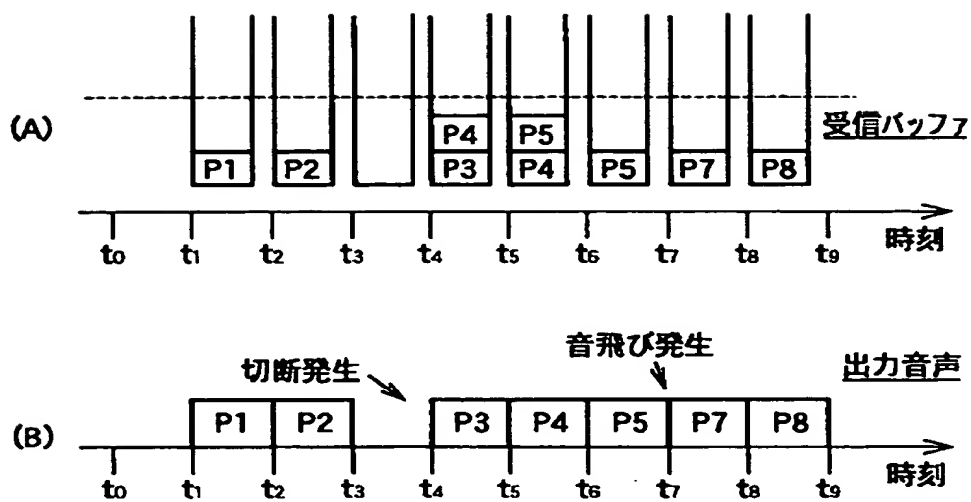 P4 P5
(A) 受信バッファ
P1 P2 P3 P4 P5 P7 P8
時刻
t0 t1 t2 t3 t4 t5 t6 t7 t8 t9
音飛び発生
切断発生
出力音声
(B) P1 P2 P3 P4 P5 P7 P8
時刻
t0 t1 t2 t3 t4 t5 t6 t7 t8 t9